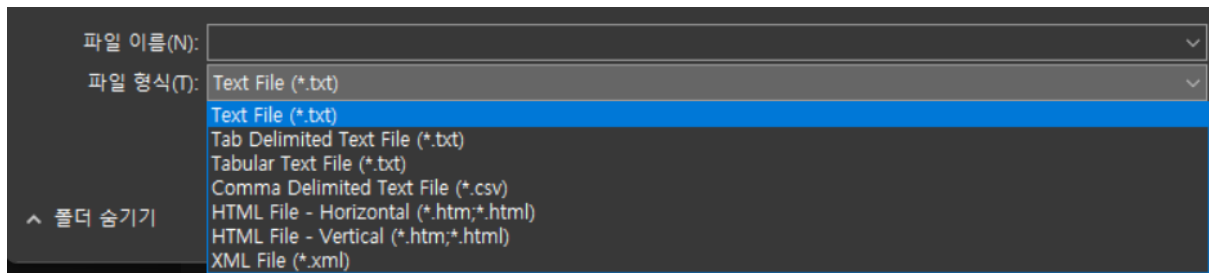 파일 이름(N):
파일 형식(T): Text File (*.txt)
Text File (*.txt)
Tab Delimited Text File (*.txt)
Tabular Text File (*.txt)
Comma Delimited Text File (*.csv)
HTML File - Horizontal (*.htm;*.html)
HTML File - Vertical (*.htm;*.html)
XML File (*.xml)
폴더 숨기기